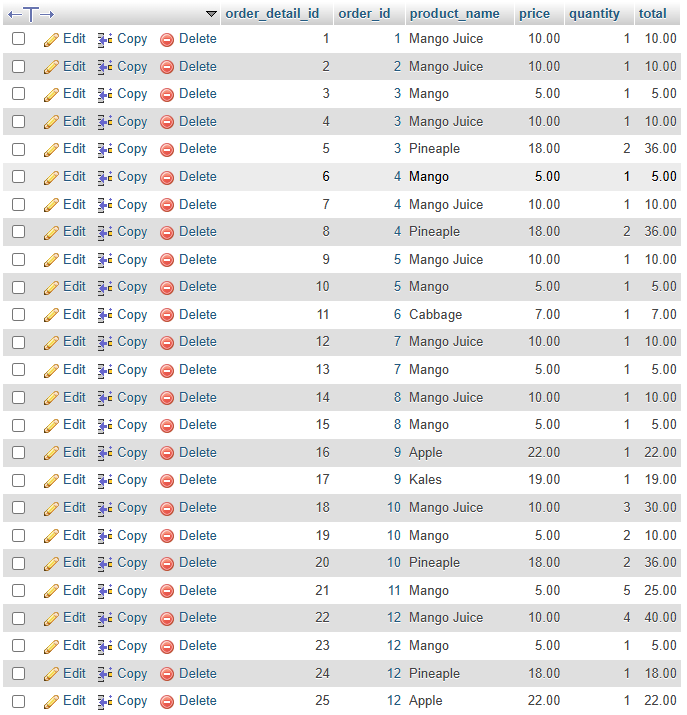 order_detail_id order_id product_name price quantity total
Edit Copy Delete 1 1 Mango Juice 10.00 1 10.00
Edit Copy Delete 2 2 Mango Juice 10.00 1 10.00
Edit Copy Delete 3 3 Mango 5.00 1 5.00
Edit Copy Delete 4 3 Mango Juice 10.00 1 10.00
Edit Copy Delete 5 3 Pineaple 18.00 2 36.00
Edit Copy Delete 6 4 Mango 5.00 1 5.00
Edit Copy Delete 7 4 Mango Juice 10.00 1 10.00
Edit Copy Delete 8 4 Pineaple 18.00 2 36.00
Edit Copy Delete 9 5 Mango Juice 10.00 1 10.00
Edit Copy Delete 10 5 Mango 5.00 1 5.00
Edit Copy Delete 11 6 Cabbage 7.00 1 7.00
Edit Copy Delete 12 7 Mango Juice 10.00 1 10.00
Edit Copy Delete 13 7 Mango 5.00 1 5.00
Edit Copy Delete 14 8 Mango Juice 10.00 1 10.00
Edit Copy Delete 15 8 Mango 5.00 1 5.00
Edit Copy Delete 16 9 Apple 22.00 1 22.00
Edit Copy Delete 17 9 Kales 19.00 1 19.00
Edit Copy Delete 18 10 Mango Juice 10.00 3 30.00
Edit Copy Delete 19 10 Mango 5.00 2 10.00
Edit Copy Delete 20 10 Pineaple 18.00 2 36.00
Edit Copy Delete 21 11 Mango 5.00 5 25.00
Edit Copy Delete 22 12 Mango Juice 10.00 4 40.00
Edit Copy Delete 23 12 Mango 5.00 1 5.00
Edit Copy Delete 24 12 Pineaple 18.00 1 18.00
Edit Copy Delete 25 12 Apple 22.00 1 22.00